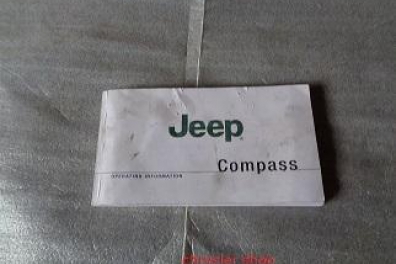 Jeep
Compass
OPERATING INFORMATION